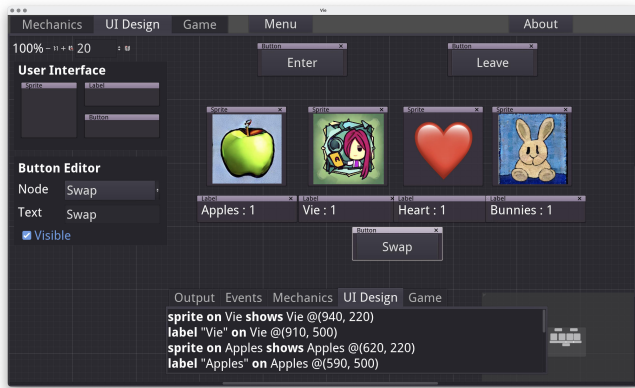 Vie
Mechanics UI Design Game Menu About
100% 20
User Interface
Sprite Label
Button
Button Editor
Node Swap
Text Swap
Visible
Button × Button ×
Enter Leave
Sprite × Sprite × Sprite × Sprite ×
Label × Label × Label × Label ×
Apples : 1 Vie : 1 Heart : 1 Bunnies : 1
Button ×
Swap
Output Events Mechanics UI Design Game
sprite on Vie shows Vie @(940, 220)
label "Vie" on Vie @(910, 500)
sprite on Apples shows Apples @(620, 220)
label "Apples" on Apples @(590, 500)